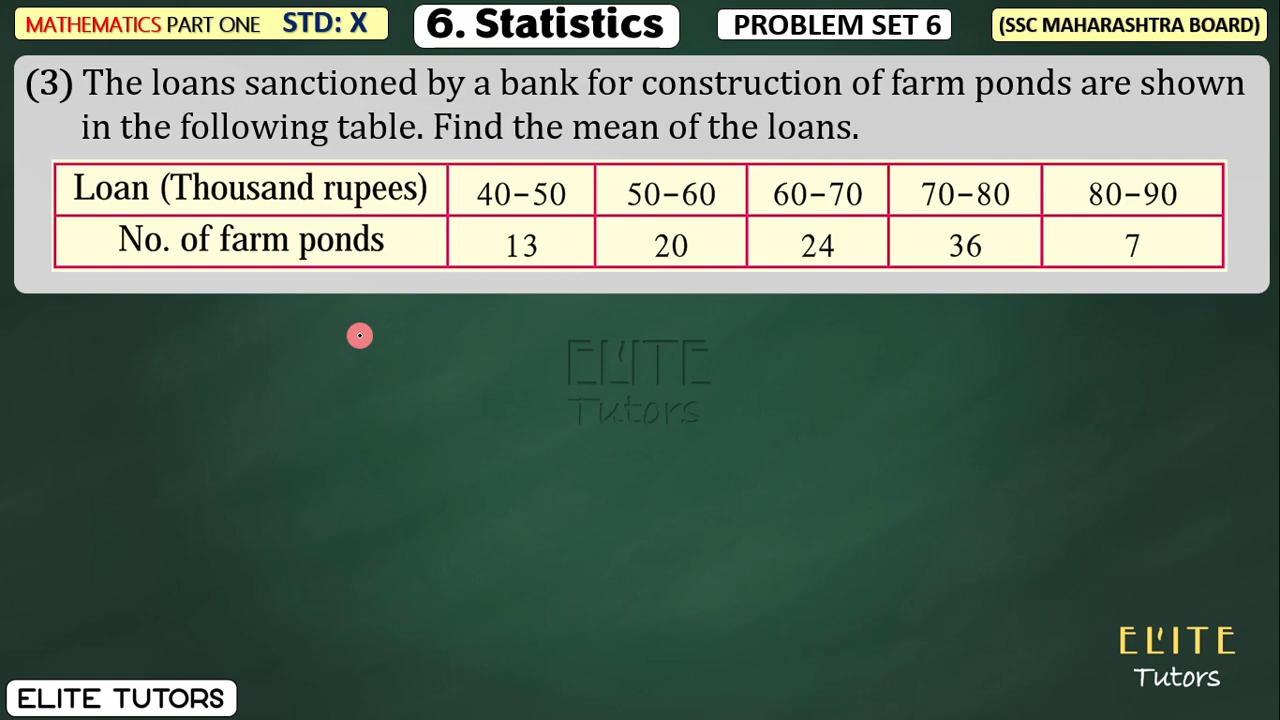 MATHEMATICS PART ONE STD: X
6. Statistics
PROBLEM SET 6
(SSC MAHARASHTRA BOARD)
(3) The loans sanctioned by a bank for construction of farm ponds are shown
in the following table. Find the mean of the loans.
Loan (Thousand rupees) 40-50 50-60 60-70 70-80 80-90
No. of farm ponds 13 20 24 36 7
ELITE
Tutors
ELITE
Tutors
ELITE TUTORS